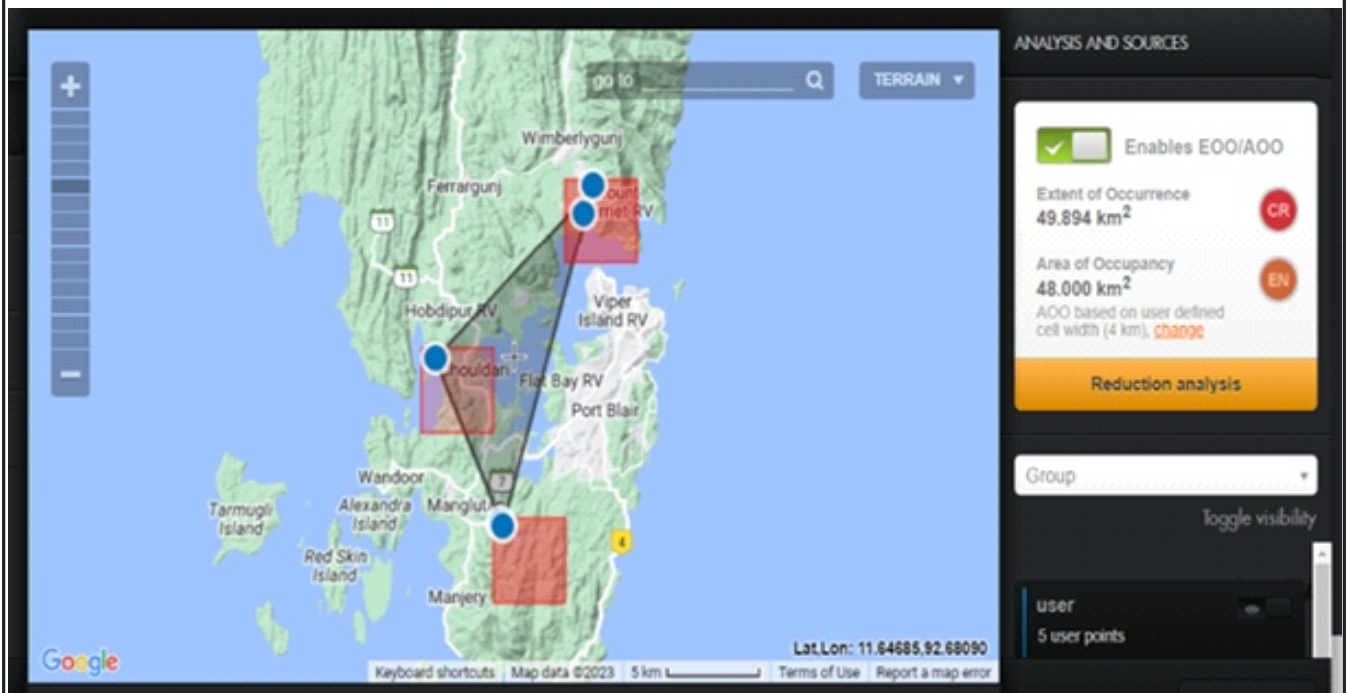 ANALYSIS AND SOURCES
+
go to
TERRAIN ▼
Enables EOO/AOO
Extent of Occurrence
49.894 km²
CR
Area of Occupancy
48.000 km²
EN
AOO based on user defined
cell width (4 km), change
Reduction analysis
Group
Toggle visibility
user
5 user points
Wimberlygunj
Ferrargunj
11
11
Hobdipur RV
Viper
Island RV
Flat Bay RV
Port Blair
Wandoor
7
Tarmugli
Island
Alexandra
Island
4
Red Skin
Island
Manjery
Lat,Lon: 11.64685,92.68090
Google
Keyboard shortcuts
Map data ©2023
5 km
Terms of Use
Report a map error